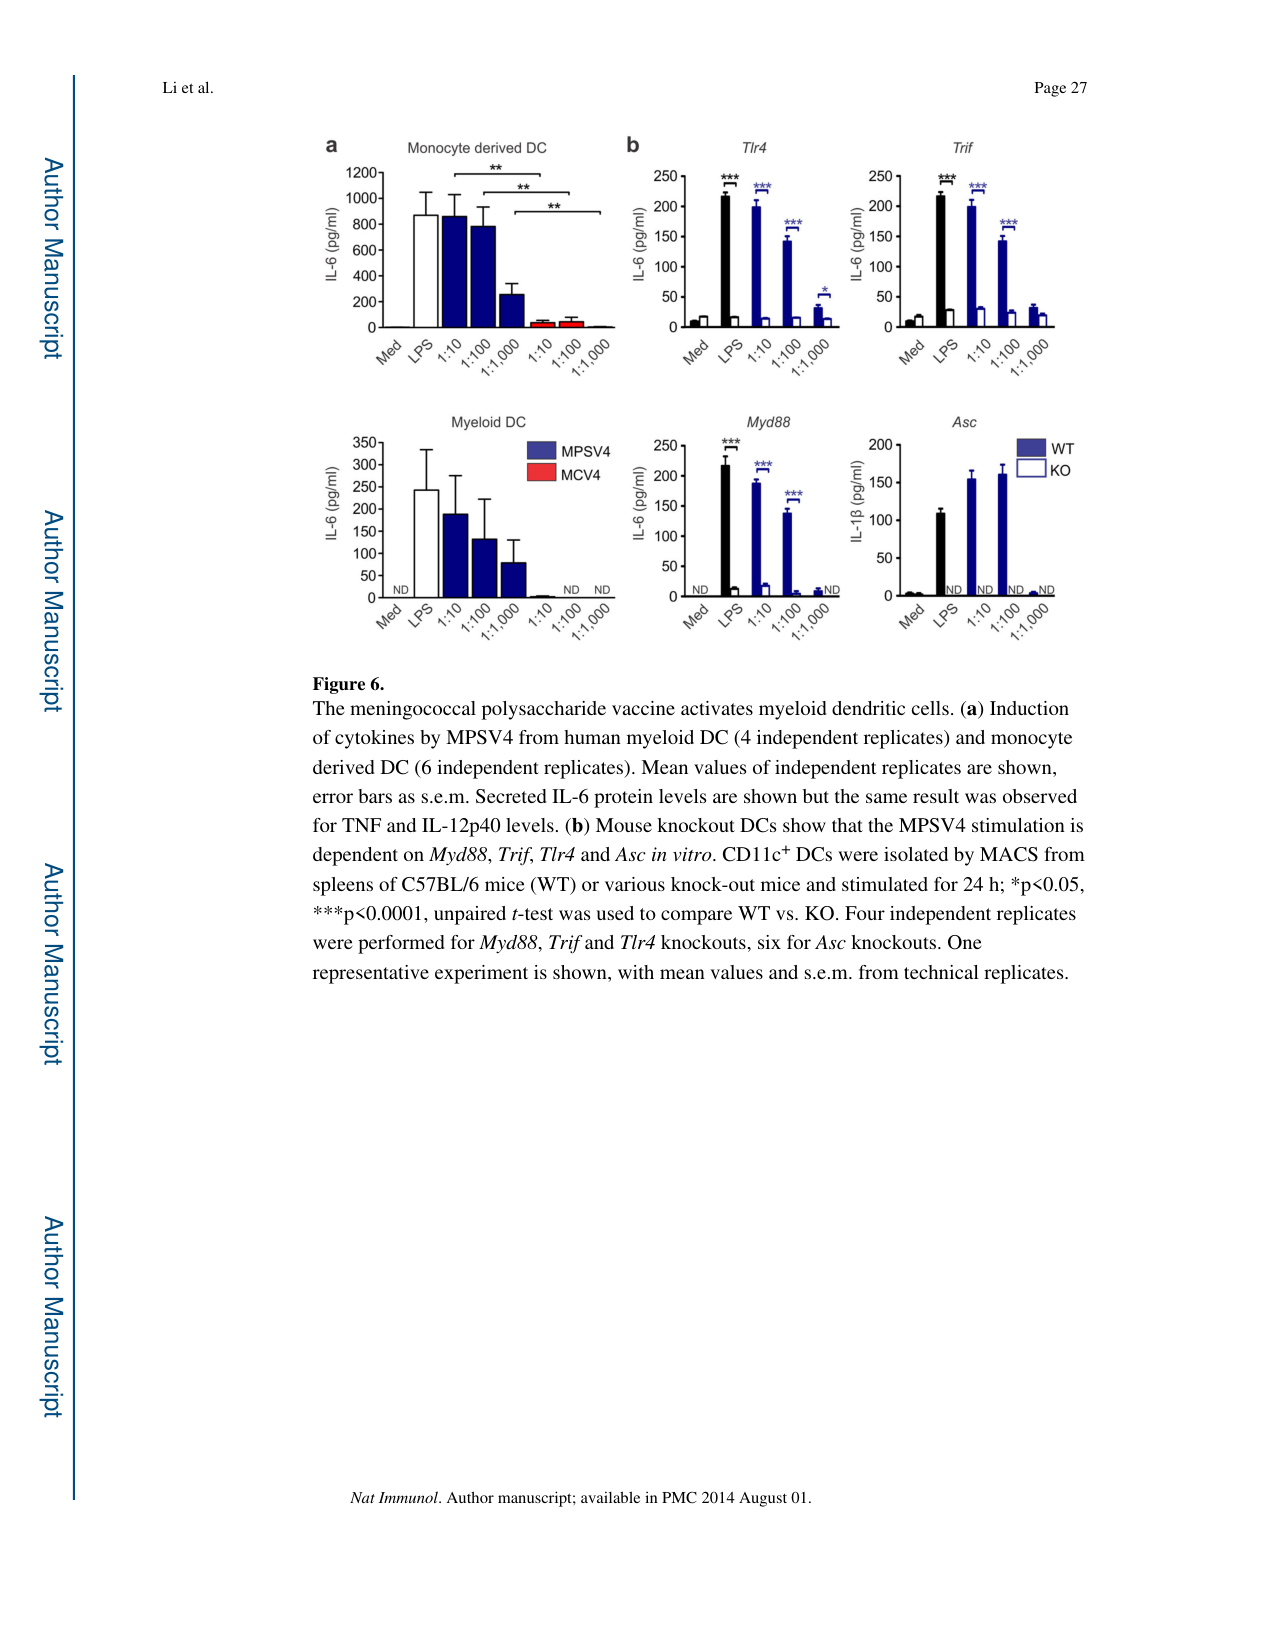 Li et al.
Page 27
Author Manuscript
Author Manuscript
Author Manuscript
Author Manuscript
a
Monocyte derived DC
IL-6 (pg/ml)
1200
1000
800
600
400
200
0
**
**
**
Med LPS 1:10 1:100 1:1,000 1:10 1:100 1:1,000
Myeloid DC
IL-6 (pg/ml)
350
300
250
200
150
100
50
0
MPSV4
MCV4
ND ND ND
Med LPS 1:10 1:100 1:1,000 1:10 1:100 1:1,000
b
Tlr4
IL-6 (pg/ml)
250
200
150
100
50
0
*** *** *** *
Med LPS 1:10 1:100 1:1,000
Trif
IL-6 (pg/ml)
250
200
150
100
50
0
*** *** ***
Med LPS 1:10 1:100 1:1,000
Myd88
IL-6 (pg/ml)
250
200
150
100
50
0
*** *** ***
ND ND
Med LPS 1:10 1:100 1:1,000
Asc
IL-1β (pg/ml)
200
150
100
50
0
WT
KO
ND ND ND ND
Med LPS 1:10 1:100 1:1,000
Figure 6.
The meningococcal polysaccharide vaccine activates myeloid dendritic cells. (a) Induction
of cytokines by MPSV4 from human myeloid DC (4 independent replicates) and monocyte
derived DC (6 independent replicates). Mean values of independent replicates are shown,
error bars as s.e.m. Secreted IL-6 protein levels are shown but the same result was observed
for TNF and IL-12p40 levels. (b) Mouse knockout DCs show that the MPSV4 stimulation is
dependent on Myd88, Trif, Tlr4 and Asc in vitro. CD11c+ DCs were isolated by MACS from
spleens of C57BL/6 mice (WT) or various knock-out mice and stimulated for 24 h; *p<0.05,
***p<0.0001, unpaired t-test was used to compare WT vs. KO. Four independent replicates
were performed for Myd88, Trif and Tlr4 knockouts, six for Asc knockouts. One
representative experiment is shown, with mean values and s.e.m. from technical replicates.
Nat Immunol. Author manuscript; available in PMC 2014 August 01.